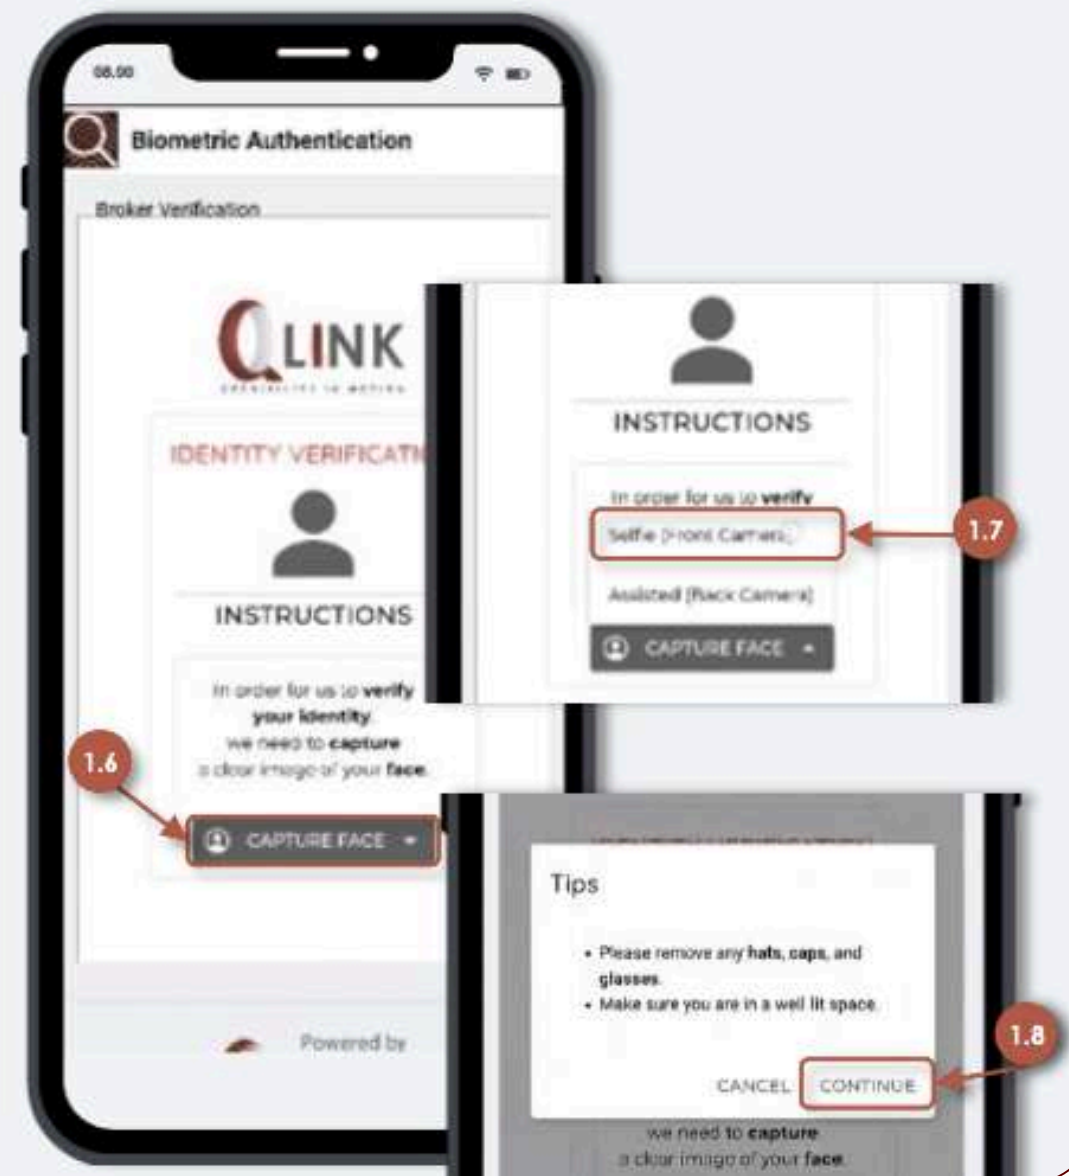 08.00
Biometric Authentication
Broker Verification
QLINK
IDENTITY VERIFICATI
INSTRUCTIONS
In order for us to verify
your identity,
we need to capture
a clear image of your face.
1.6
CAPTURE FACE
Powered by
INSTRUCTIONS
In order for us to verify
Selfie (Front Camera)
1.7
Assisted (Back Camera)
CAPTURE FACE
Tips
• Please remove any hats, caps, and
glasses.
• Make sure you are in a well lit space.
1.8
CANCEL CONTINUE
we need to capture
a clear image of your face.